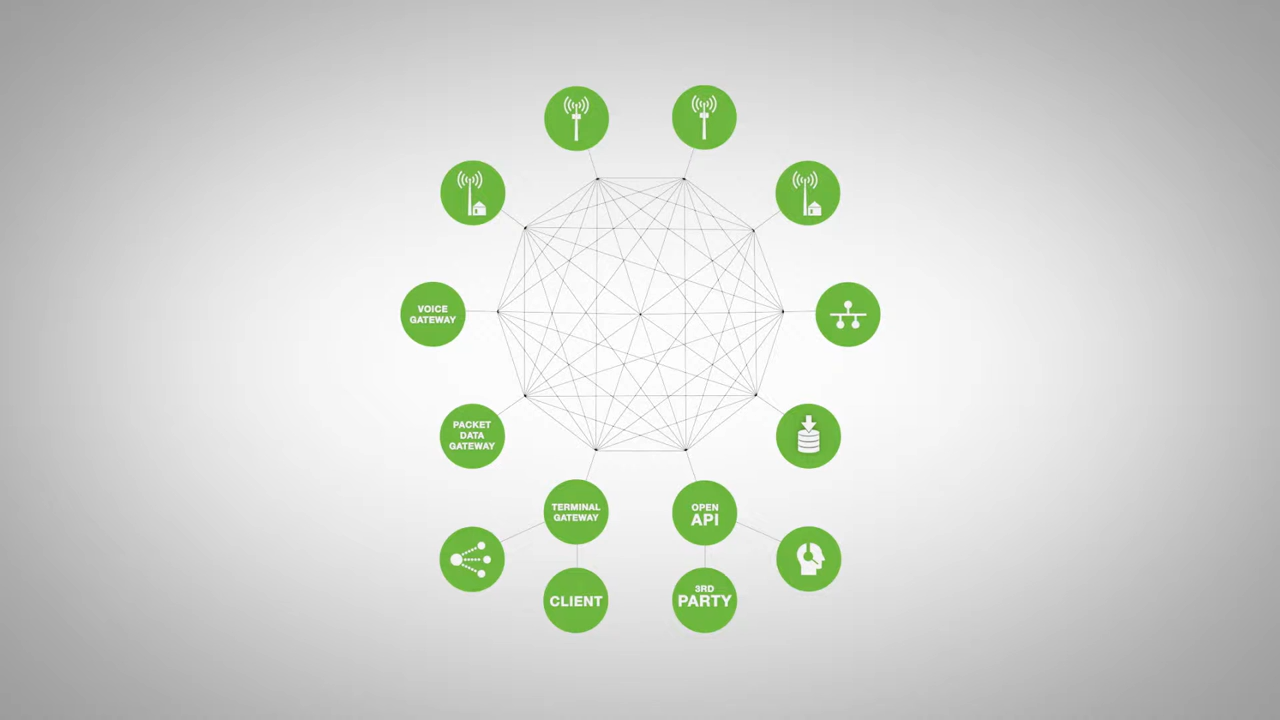 VOICE
GATEWAY
PACKET
DATA
GATEWAY
TERMINAL
GATEWAY
OPEN
API
CLIENT
3RD
PARTY